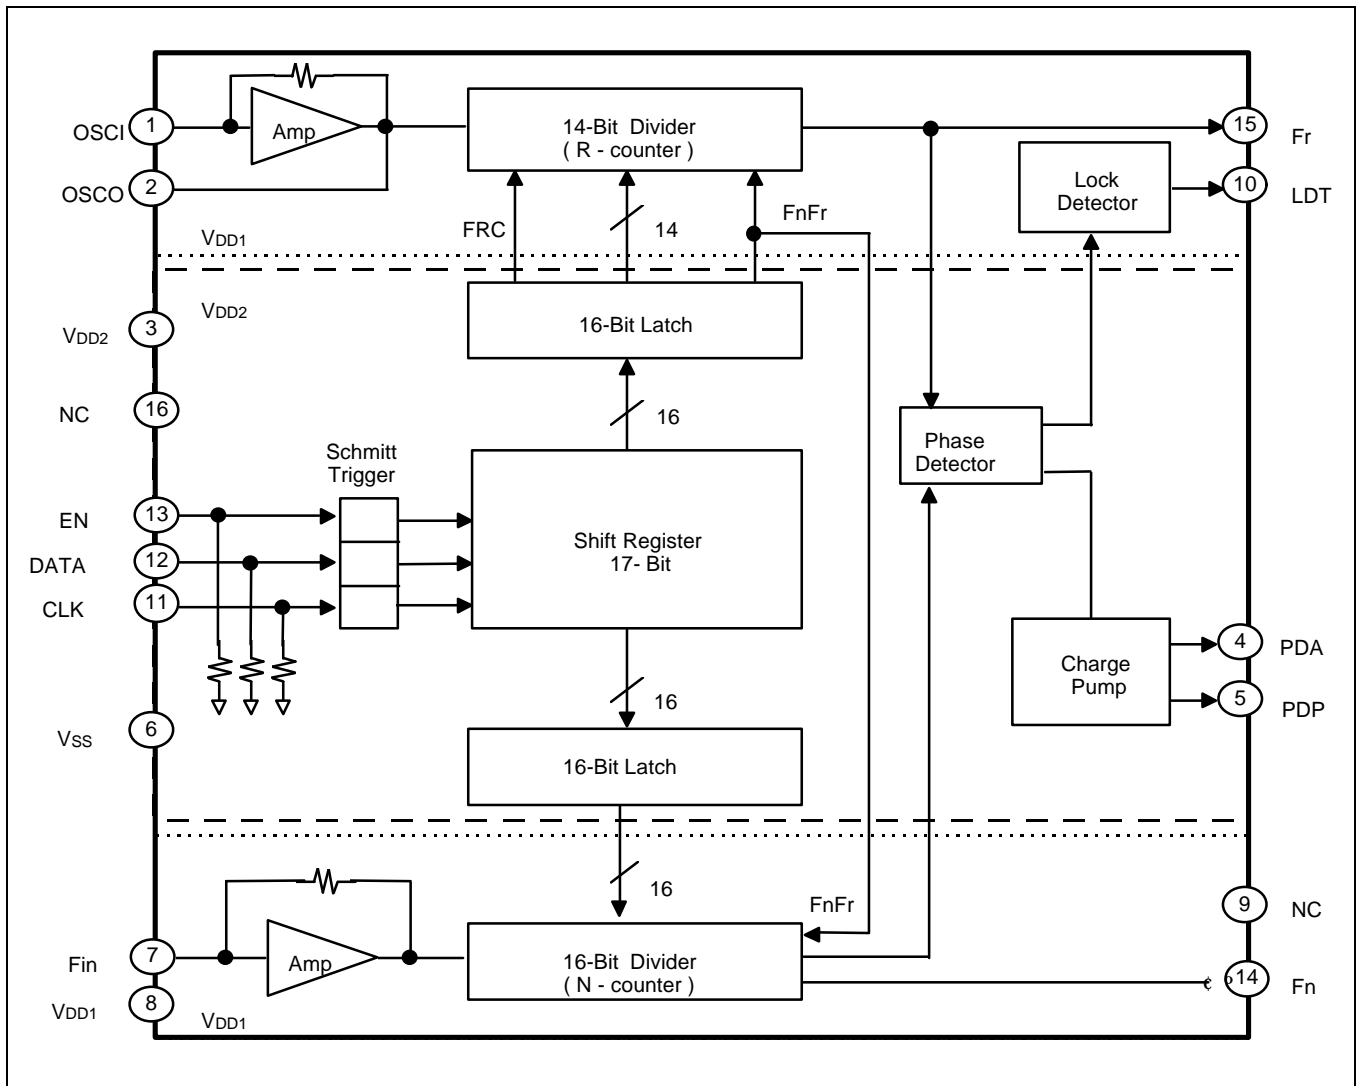 OSCI 1
Amp
14-Bit Divider
( R - counter )
15 Fr
OSCO 2
Lock
Detector
10 LDT
FRC
14
FnFr
VDD1
VDD2
VDD2 3
16-Bit Latch
NC 16
16
Schmitt
Trigger
Phase
Detector
EN 13
DATA 12
CLK 11
Shift Register
17- Bit
4 PDA
Charge
Pump
5 PDP
16
VSS 6
16-Bit Latch
16
FnFr
9 NC
Fin 7
Amp
16-Bit Divider
( N - counter )
14 Fn
VDD1 8
VDD1